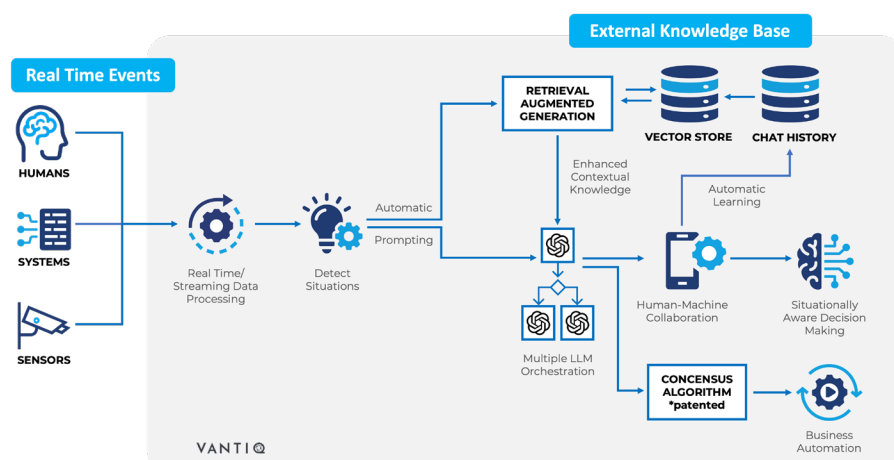 External Knowledge Base
Real Time Events
RETRIEVAL
AUGMENTED
GENERATION
VECTOR STORE
CHAT HISTORY
HUMANS
Enhanced
Contextual
Knowledge
Automatic
Learning
Automatic
Prompting
SYSTEMS
Real Time/
Streaming Data
Processing
Detect
Situations
Human-Machine
Collaboration
Situationally
Aware Decision
Making
SENSORS
Multiple LLM
Orchestration
CONCENSUS
ALGORITHM
*patented
Business
Automation
VANTIQ